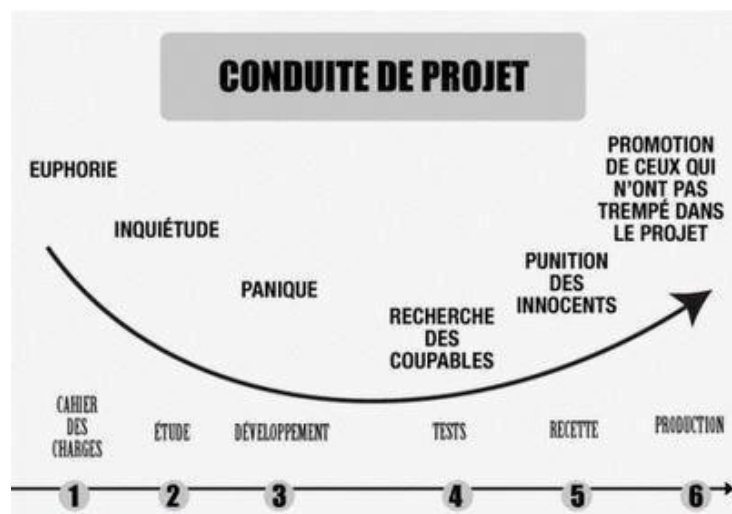 CONDUITE DE PROJET
EUPHORIE
INQUIÉTUDE
PANIQUE
RECHERCHE
DES
COUPABLES
PUNITION
DES
INNOCENTS
PROMOTION
DE CEUX QUI
N'ONT PAS
TREMPÉ DANS
LE PROJET
CAHIER
DES
CHARGES
ÉTUDE
DÉVELOPPEMENT
TESTS
RECETTE
PRODUCTION
1
2
3
4
5
6